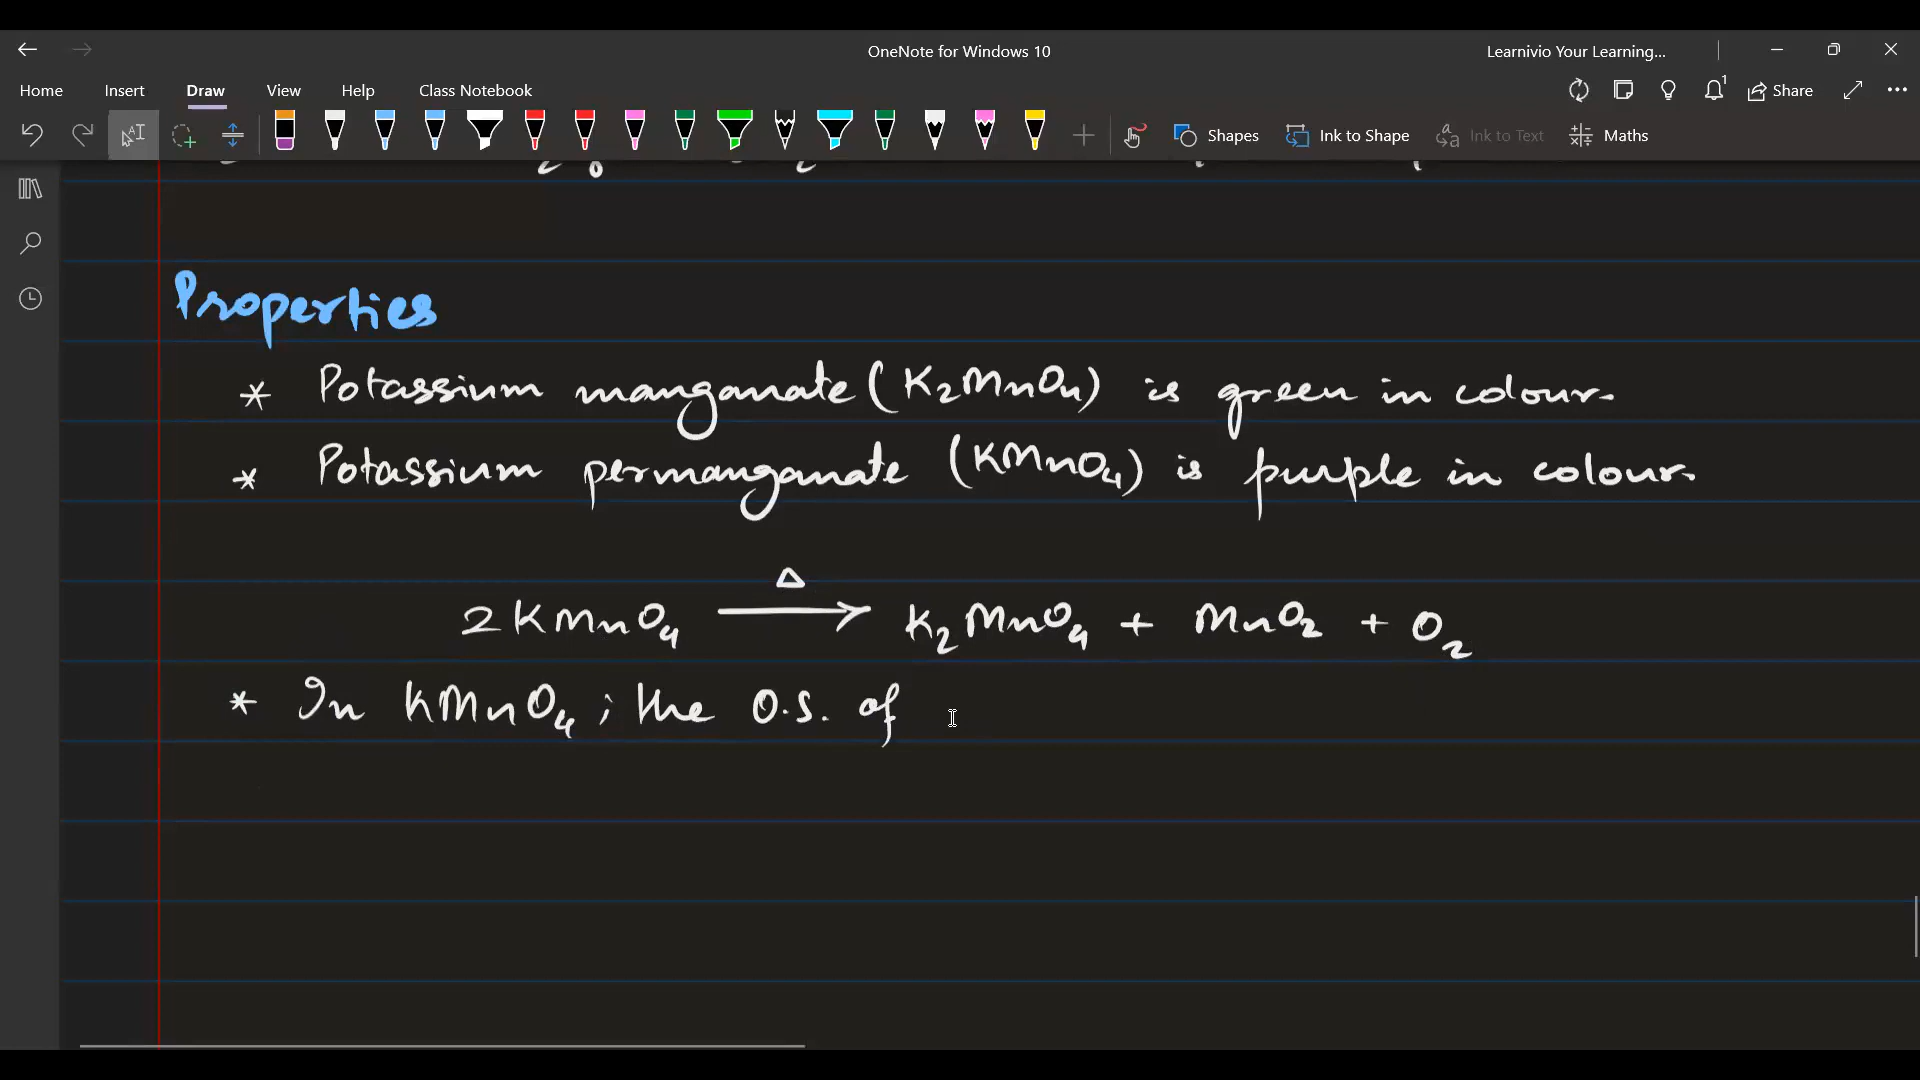 OneNote for Windows 10
Learnivio Your Learning...
Home Insert Draw View Help Class Notebook
1 Share
Shapes Ink to Shape Ink to Text Maths
Properties
* Potassium manganate (K₂MnO₄) is green in colour.
* Potassium permanganate (KMnO₄) is purple in colour.
Δ
2KMnO₄ ⟶ K₂MnO₄ + MnO₂ + O₂
* In KMnO₄; the O.S. of